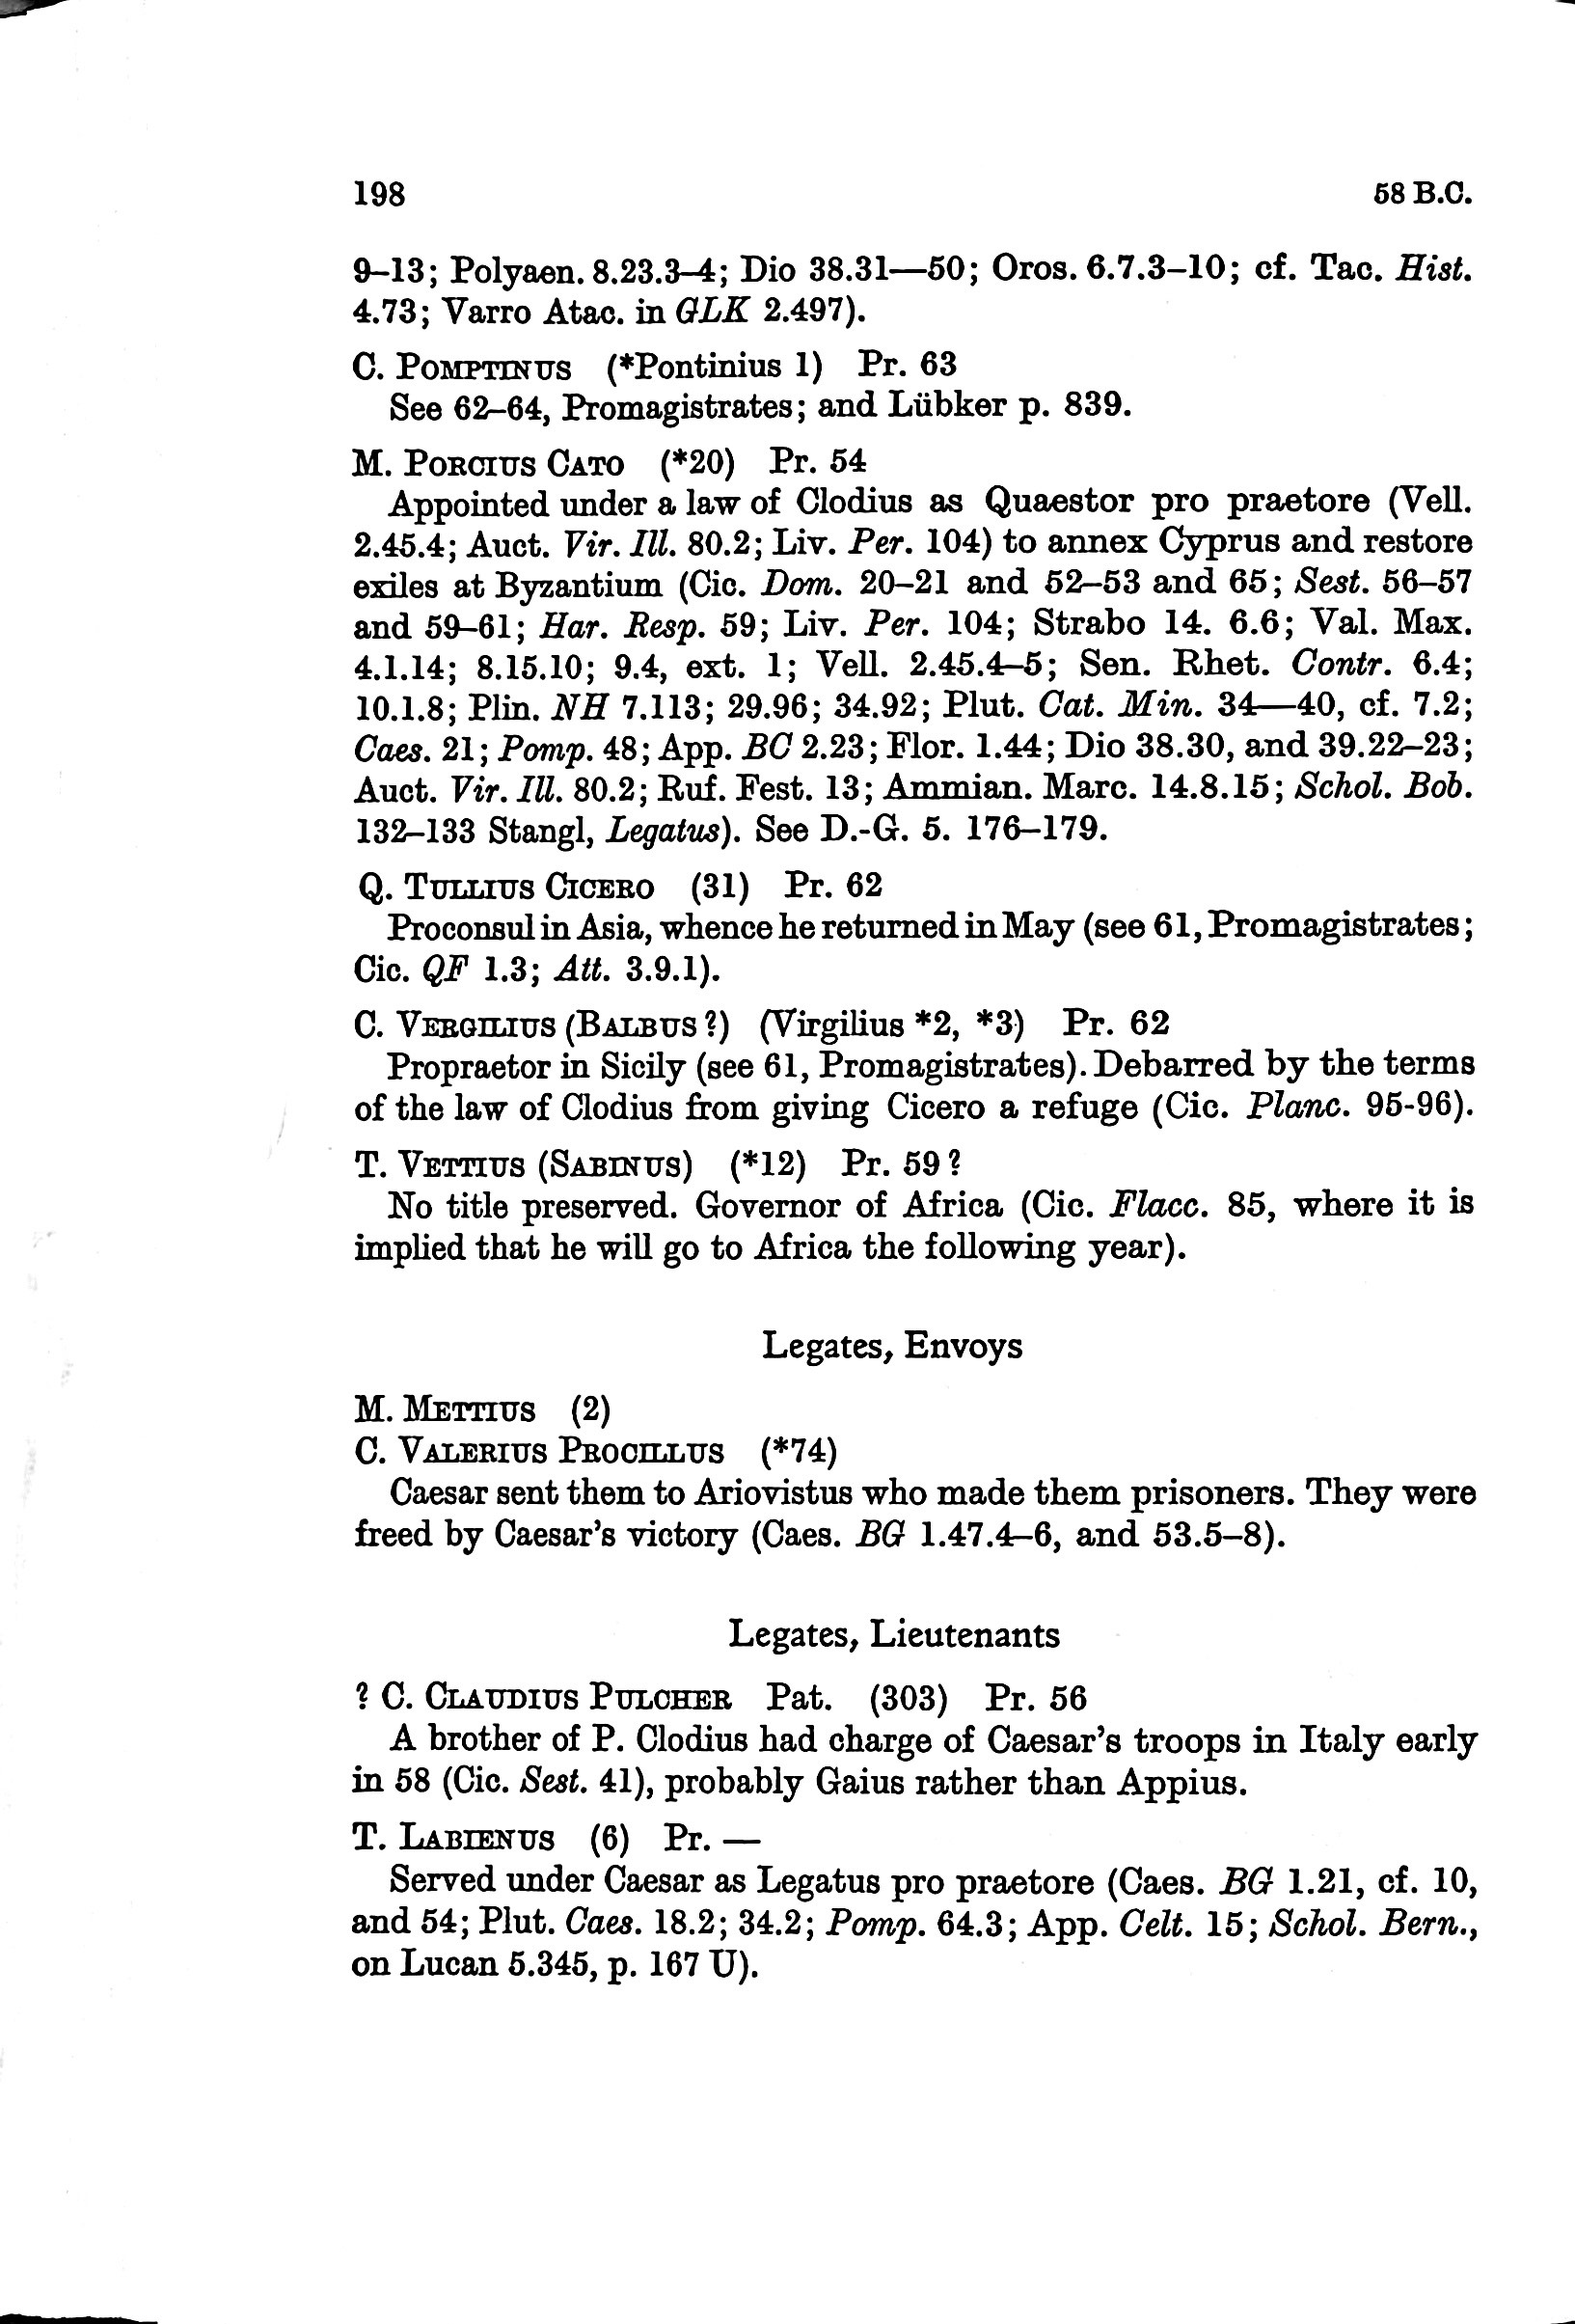 198 58 B.C.
9–13; Polyaen. 8.23.3–4; Dio 38.31—50; Oros. 6.7.3–10; cf. Tac. Hist.
4.73; Varro Atac. in GLK 2.497).
C. POMPTINUS (*Pontinius 1) Pr. 63
See 62–64, Promagistrates; and Lübker p. 839.
M. PORCIUS CATO (*20) Pr. 54
Appointed under a law of Clodius as Quaestor pro praetore (Vell.
2.45.4; Auct. Vir. Ill. 80.2; Liv. Per. 104) to annex Cyprus and restore
exiles at Byzantium (Cic. Dom. 20–21 and 52–53 and 65; Sest. 56–57
and 59–61; Har. Resp. 59; Liv. Per. 104; Strabo 14. 6.6; Val. Max.
4.1.14; 8.15.10; 9.4, ext. 1; Vell. 2.45.4–5; Sen. Rhet. Contr. 6.4;
10.1.8; Plin. NH 7.113; 29.96; 34.92; Plut. Cat. Min. 34—40, cf. 7.2;
Caes. 21; Pomp. 48; App. BC 2.23; Flor. 1.44; Dio 38.30, and 39.22–23;
Auct. Vir. Ill. 80.2; Ruf. Fest. 13; Ammian. Marc. 14.8.15; Schol. Bob.
132–133 Stangl, Legatus). See D.-G. 5. 176–179.
Q. TULLIUS CICERO (31) Pr. 62
Proconsul in Asia, whence he returned in May (see 61, Promagistrates;
Cic. QF 1.3; Att. 3.9.1).
C. VERGILIUS (BALBUS?) (Virgilius *2, *3) Pr. 62
Propraetor in Sicily (see 61, Promagistrates). Debarred by the terms
of the law of Clodius from giving Cicero a refuge (Cic. Planc. 95-96).
T. VETTIUS (SABINUS) (*12) Pr. 59?
No title preserved. Governor of Africa (Cic. Flacc. 85, where it is
implied that he will go to Africa the following year).
Legates, Envoys
M. METTIUS (2)
C. VALERIUS PROCILLUS (*74)
Caesar sent them to Ariovistus who made them prisoners. They were
freed by Caesar's victory (Caes. BG 1.47.4–6, and 53.5–8).
Legates, Lieutenants
? C. CLAUDIUS PULCHER Pat. (303) Pr. 56
A brother of P. Clodius had charge of Caesar's troops in Italy early
in 58 (Cic. Sest. 41), probably Gaius rather than Appius.
T. LABIENUS (6) Pr. —
Served under Caesar as Legatus pro praetore (Caes. BG 1.21, cf. 10,
and 54; Plut. Caes. 18.2; 34.2; Pomp. 64.3; App. Celt. 15; Schol. Bern.,
on Lucan 5.345, p. 167 U).